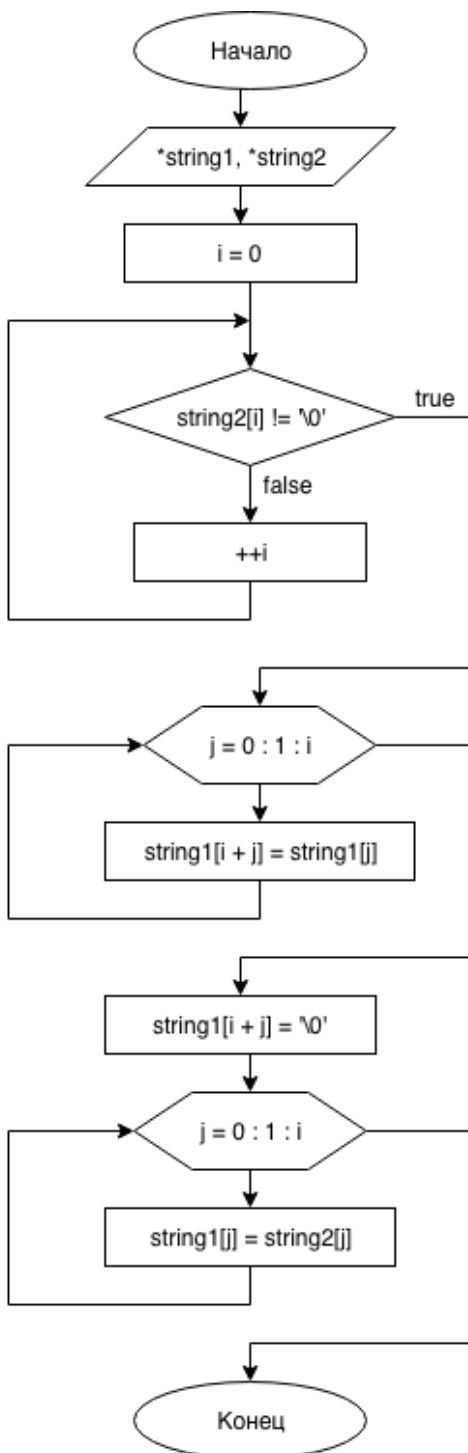 Начало
*string1, *string2
i = 0
string2[i] != '\0'
true
false
++i
j = 0 : 1 : i
string1[i + j] = string1[j]
string1[i + j] = '\0'
j = 0 : 1 : i
string1[j] = string2[j]
Конец